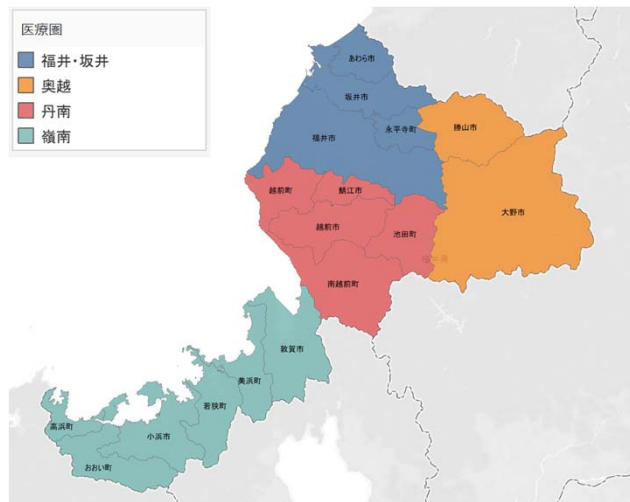 医療圏
福井・坂井
奥越
丹南
嶺南
あわら市
坂井市
永平寺町
福井市
勝山市
大野市
越前町
鯖江市
越前市
池田町
福井県
南越前町
敦賀市
美浜町
若狭町
高浜町
小浜市
おおい町